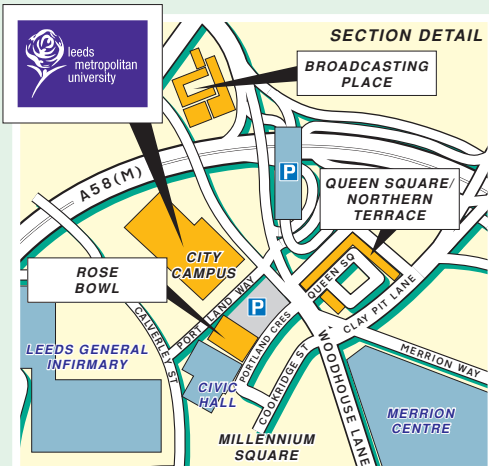 SECTION DETAIL
leeds
metropolitan
university
BROADCASTING
PLACE
P
A58(M)
QUEEN SQUARE/
NORTHERN
TERRACE
CITY
CAMPUS
ROSE
BOWL
QUEEN SQ
CLAY PIT LANE
PORTLAND WAY
P
CALVERLEY ST
PORTLAND CRES
LEEDS GENERAL
INFIRMARY
COOKRIDGE ST
WOODHOUSE LANE
MERRION WAY
CIVIC
HALL
MERRION
CENTRE
MILLENNIUM
SQUARE